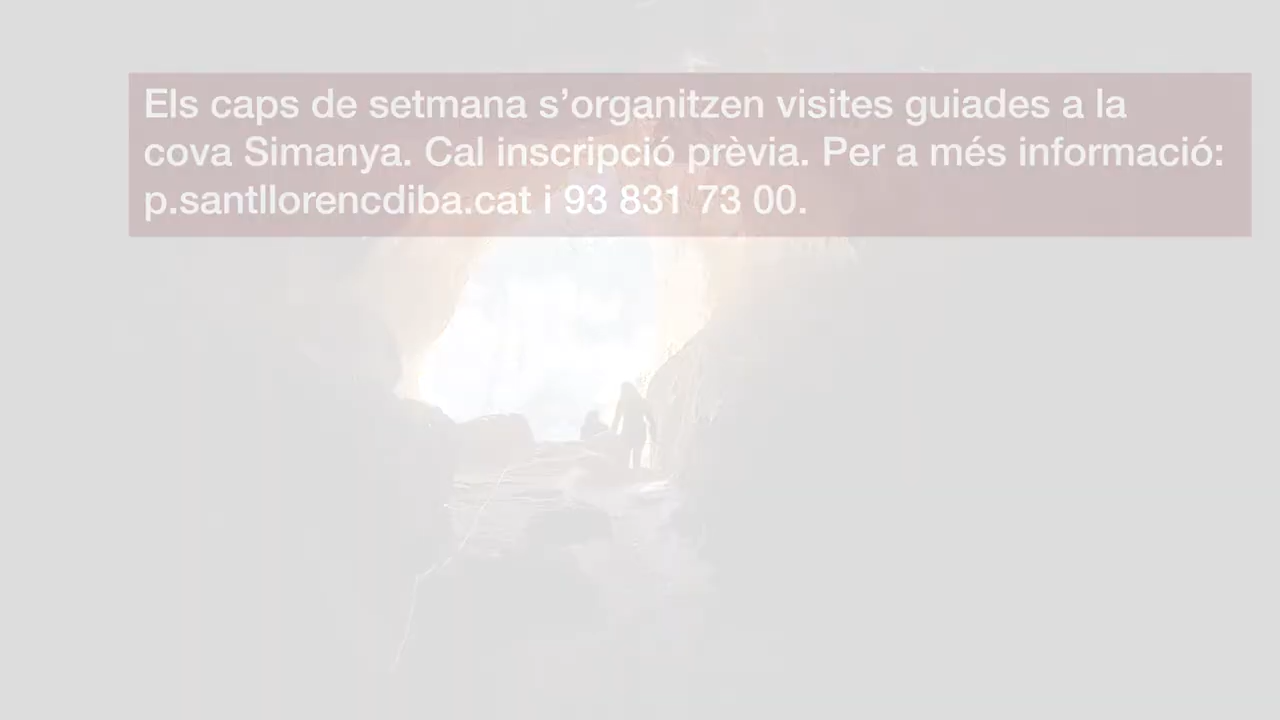 Els caps de setmana s’organitzen visites guiades a la
cova Simanya. Cal inscripció prèvia. Per a més informació:
p.santllorencdiba.cat i 93 831 73 00.